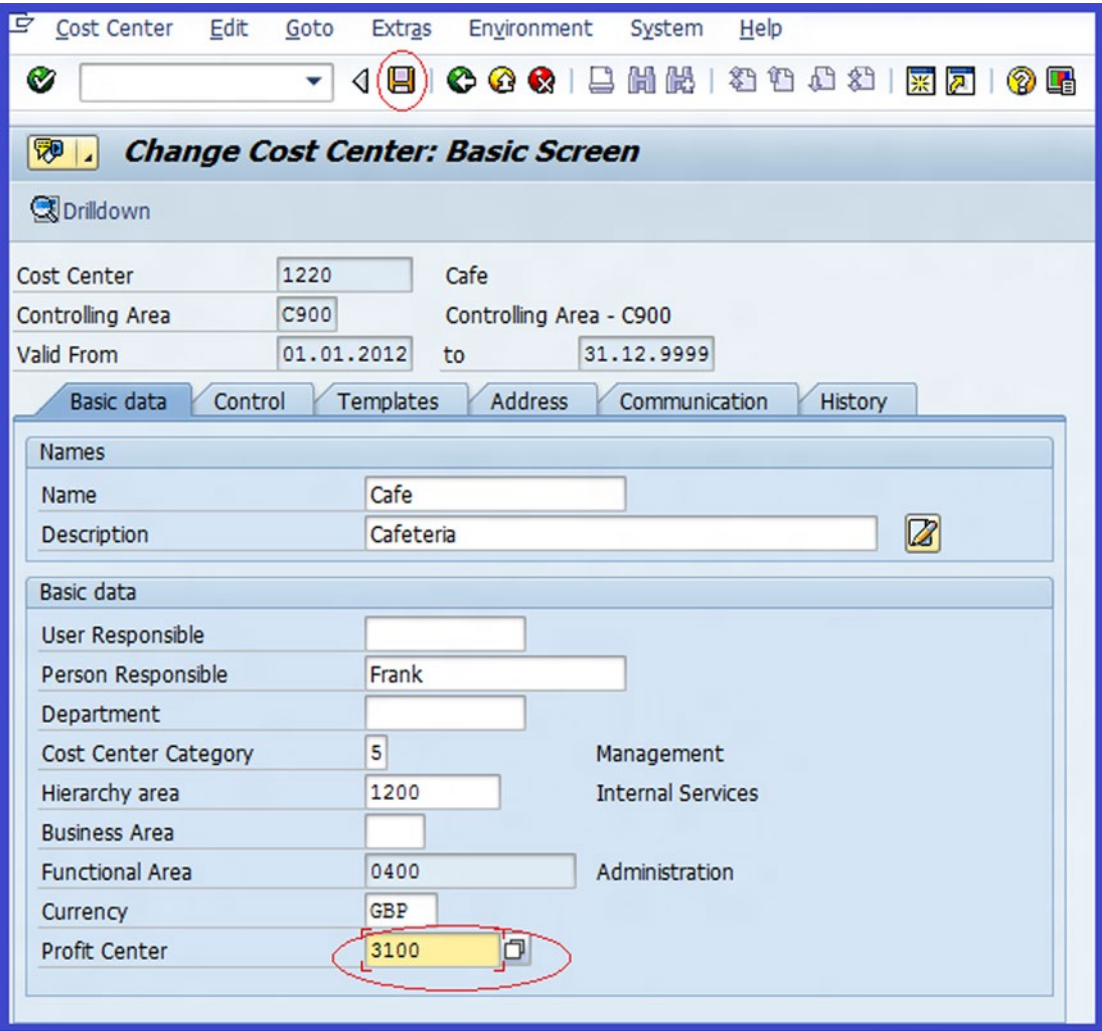 Cost Center Edit Goto Extras Environment System Help
Change Cost Center: Basic Screen
Drilldown
Cost Center 1220 Cafe
Controlling Area C900 Controlling Area - C900
Valid From 01.01.2012 to 31.12.9999
Basic data Control Templates Address Communication History
Names
Name Cafe
Description Cafeteria
Basic data
User Responsible
Person Responsible Frank
Department
Cost Center Category 5 Management
Hierarchy area 1200 Internal Services
Business Area
Functional Area 0400 Administration
Currency GBP
Profit Center 3100